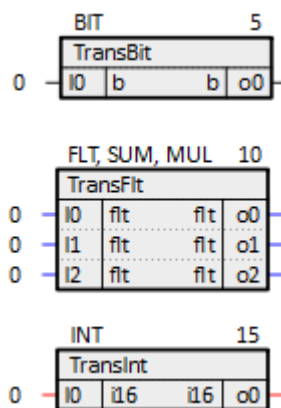 BIT 5
TransBit
0 I0 b b o0
FLT, SUM, MUL 10
TransFlt
0 I0 flt flt o0
0 I1 flt flt o1
0 I2 flt flt o2
INT 15
TransInt
0 I0 i16 i16 o0